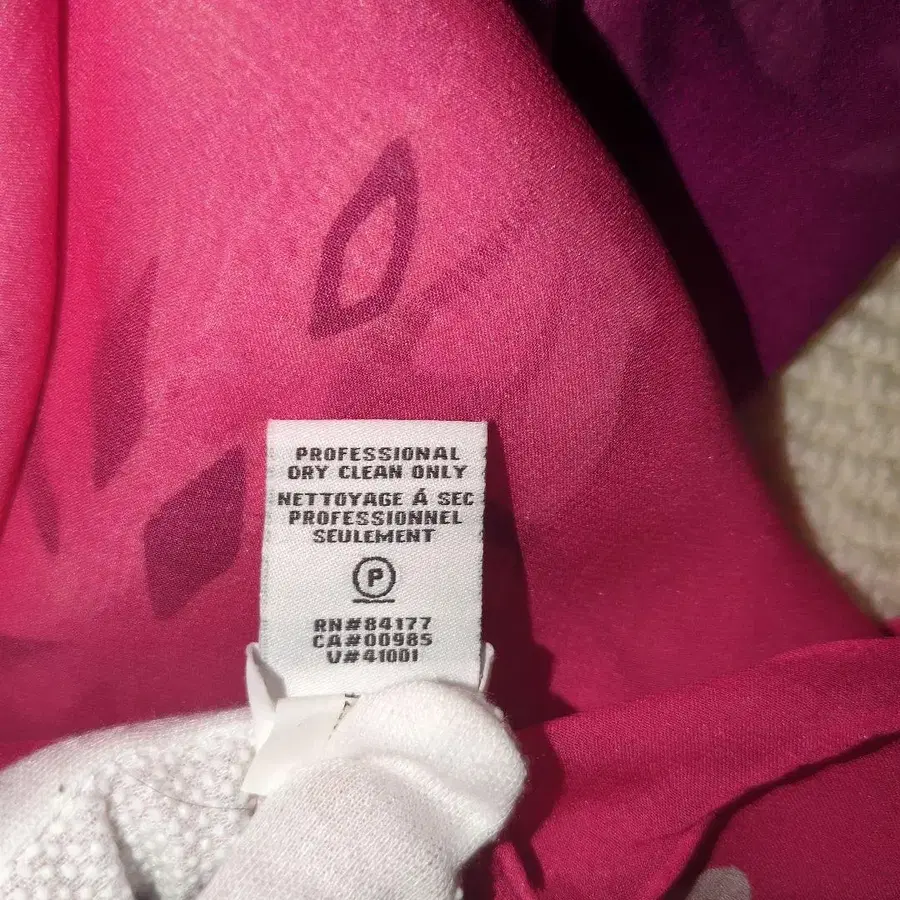 PROFESSIONAL
DRY CLEAN ONLY
NETTOYAGE Á SEC
PROFESSIONNEL
SEULEMENT
P
RN#84177
CA#00985
V#41001